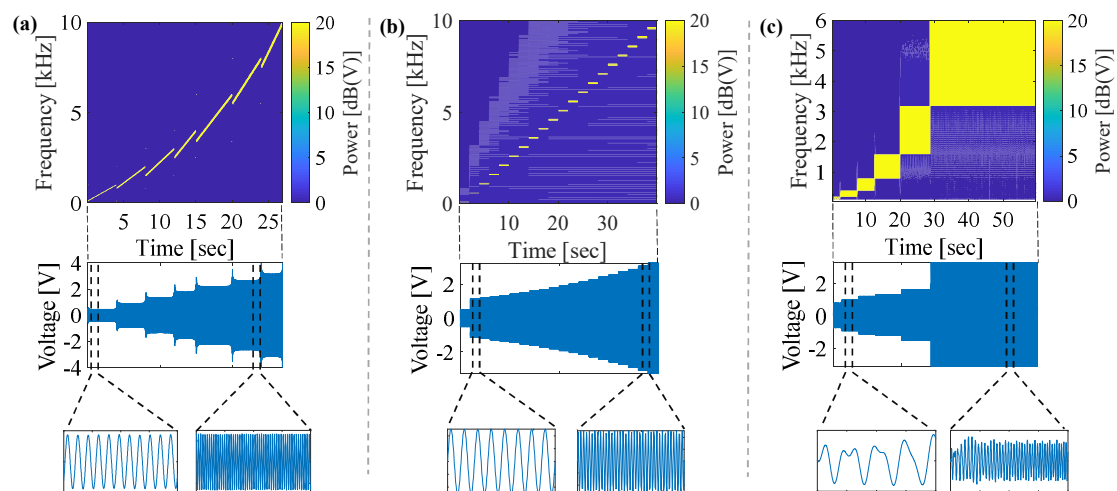 (a)
Frequency [kHz]
10
5
0
5 10 15 20 25
Time [sec]
20
15
10
5
0
Power [dB(V)]
Voltage [V]
4
2
0
-2
-4
(b)
Frequency [kHz]
10
5
0
10 20 30
Time [sec]
20
15
10
5
0
Power [dB(V)]
Voltage [V]
2
0
-2
(c)
Frequency [kHz]
6
5
4
3
2
1
10 20 30 40 50
Time [sec]
20
15
10
5
0
Power [dB(V)]
Voltage [V]
2
0
-2